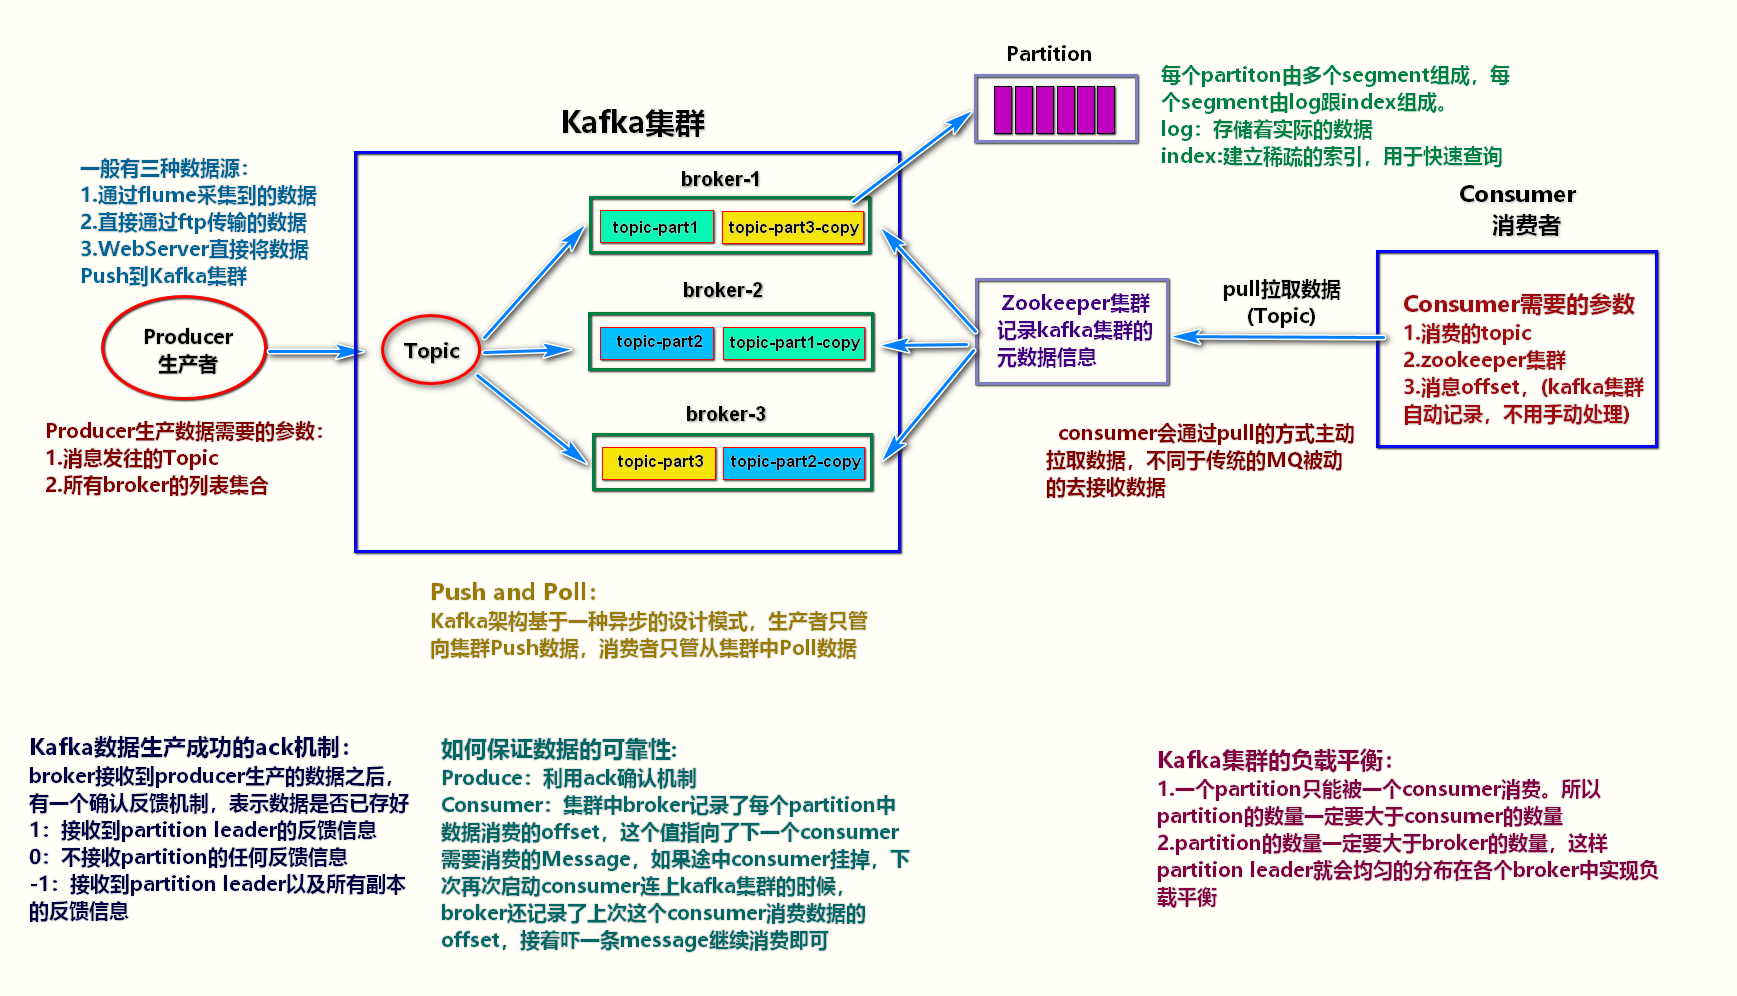 Partition
每个partiton由多个segment组成，每
个segment由log跟index组成。
log：存储着实际的数据
index:建立稀疏的索引，用于快速查询
Kafka集群
一般有三种数据源：
1.通过flume采集到的数据
2.直接通过ftp传输的数据
3.WebServer直接将数据
Push到Kafka集群
Producer
生产者
Producer生产数据需要的参数：
1.消息发往的Topic
2.所有broker的列表集合
Topic
broker-1
topic-part1
topic-part3-copy
broker-2
topic-part2
topic-part1-copy
broker-3
topic-part3
topic-part2-copy
Zookeeper集群
记录kafka集群的
元数据信息
pull拉取数据
(Topic)
Consumer
消费者
Consumer需要的参数
1.消费的topic
2.zookeeper集群
3.消息offset，(kafka集群
自动记录，不用手动处理)
consumer会通过pull的方式主动
拉取数据，不同于传统的MQ被动
的去接收数据
Push and Poll：
Kafka架构基于一种异步的设计模式，生产者只管
向集群Push数据，消费者只管从集群中Poll数据
Kafka数据生产成功的ack机制：
broker接收到producer生产的数据之后，
有一个确认反馈机制，表示数据是否已存好
1：接收到partition leader的反馈信息
0：不接收partition的任何反馈信息
-1：接收到partition leader以及所有副本
的反馈信息
如何保证数据的可靠性:
Produce：利用ack确认机制
Consumer：集群中broker记录了每个partition中
数据消费的offset，这个值指向了下一个consumer
需要消费的Message，如果途中consumer挂掉，下
次再次启动consumer连上kafka集群的时候，
broker还记录了上次这个consumer消费数据的
offset，接着吓一条message继续消费即可
Kafka集群的负载平衡：
1.一个partition只能被一个consumer消费。所以
partition的数量一定要大于consumer的数量
2.partition的数量一定要大于broker的数量，这样
partition leader就会均匀的分布在各个broker中实现负
载平衡